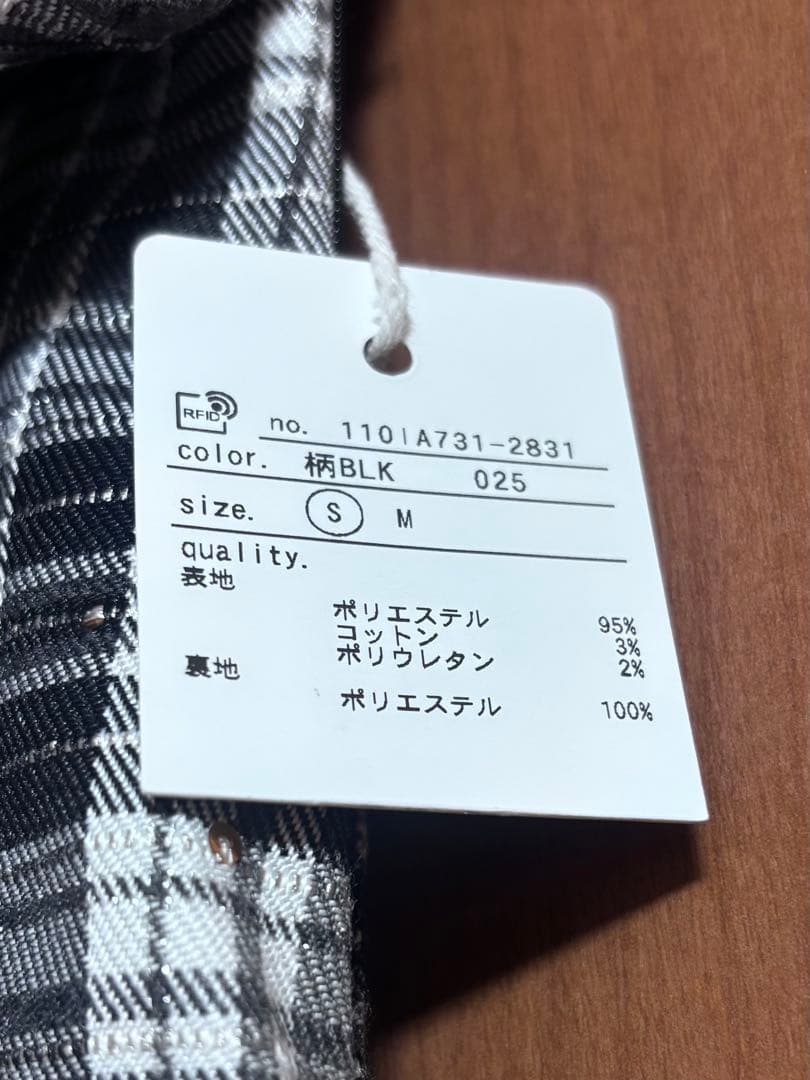 RFID
no. 110IA731-2831
color. 柄BLK 025
size. S M
quality.
表地
ポリエステル 95%
コットン 3%
ポリウレタン 2%
裏地
ポリエステル 100%